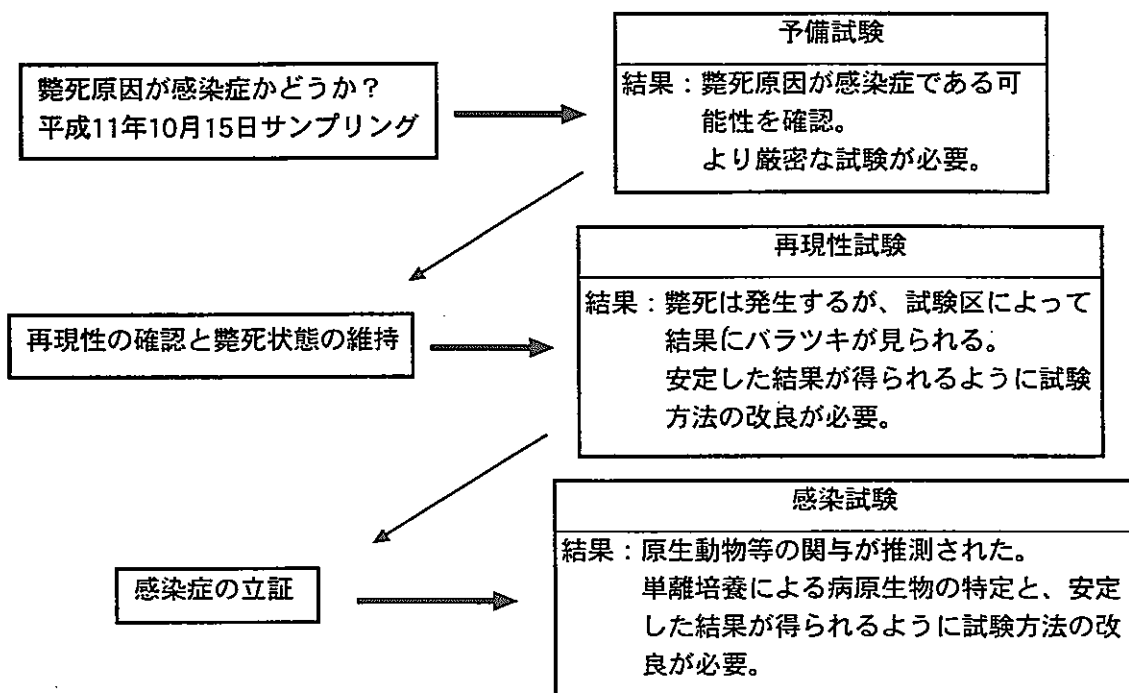 斃死原因が感染症かどうか？
平成11年10月15日サンプリング
予備試験
結果：斃死原因が感染症である可
能性を確認。
より厳密な試験が必要。
再現性の確認と斃死状態の維持
再現性試験
結果：斃死は発生するが、試験区によって
結果にバラツキが見られる。
安定した結果が得られるように試験
方法の改良が必要。
感染症の立証
感染試験
結果：原生動物等の関与が推測された。
単離培養による病原生物の特定と、安定
した結果が得られるように試験方法の改
良が必要。